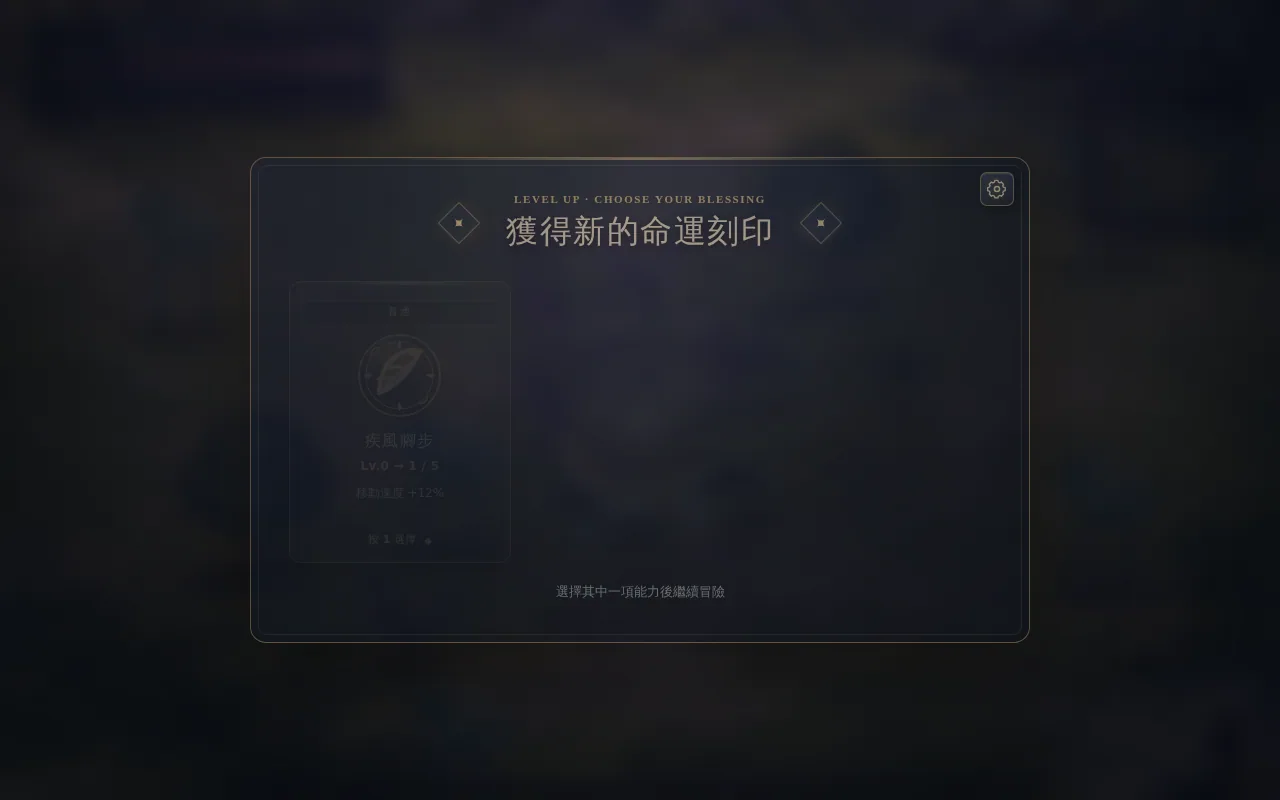 LEVEL UP · CHOOSE YOUR BLESSING
獲得新的命運刻印
普通
疾風腳步
Lv.0 → 1 / 5
移動速度 +12%
按 1 選擇
選擇其中一項能力後繼續冒險